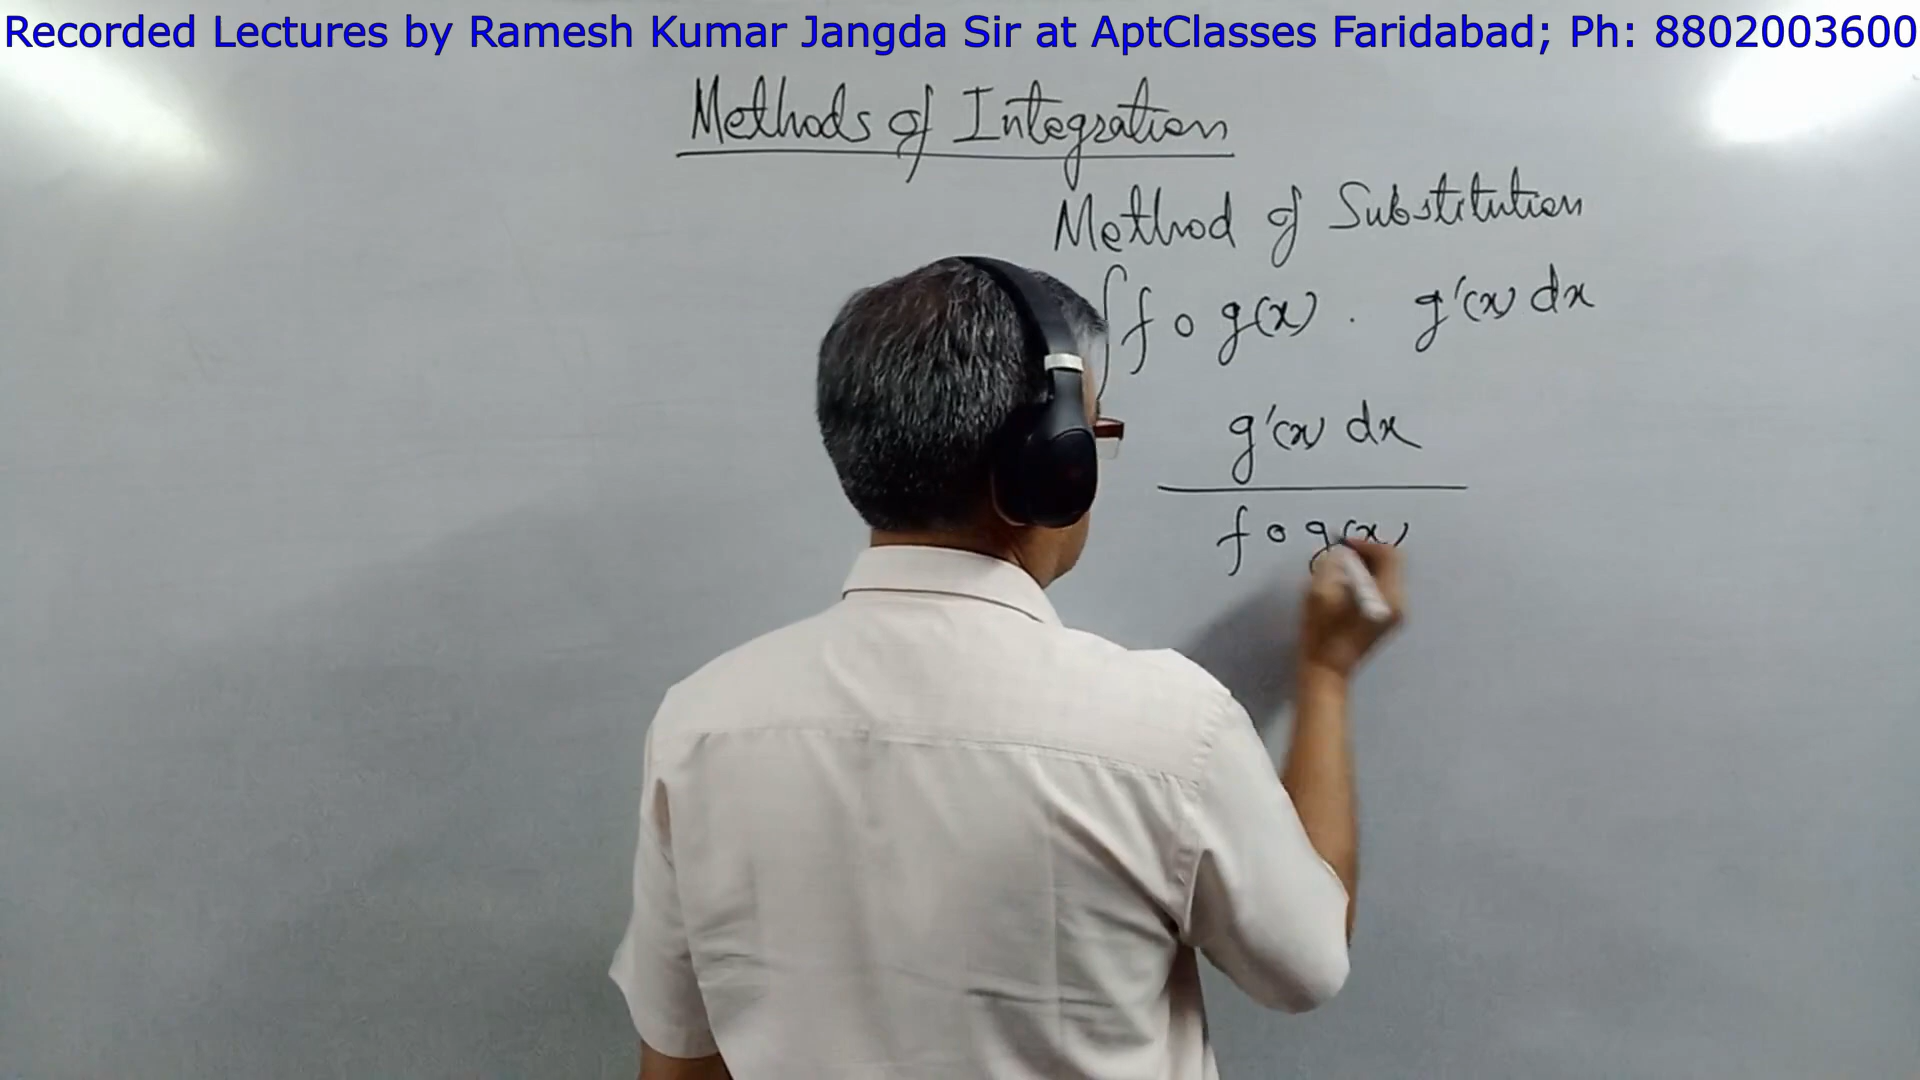 Recorded Lectures by Ramesh Kumar Jangda Sir at AptClasses Faridabad; Ph: 8802003600
Methods of Integration
Method of Substitution
∫ f o g(x) . g'(x) dx
g'(x) dx
f o g(x)